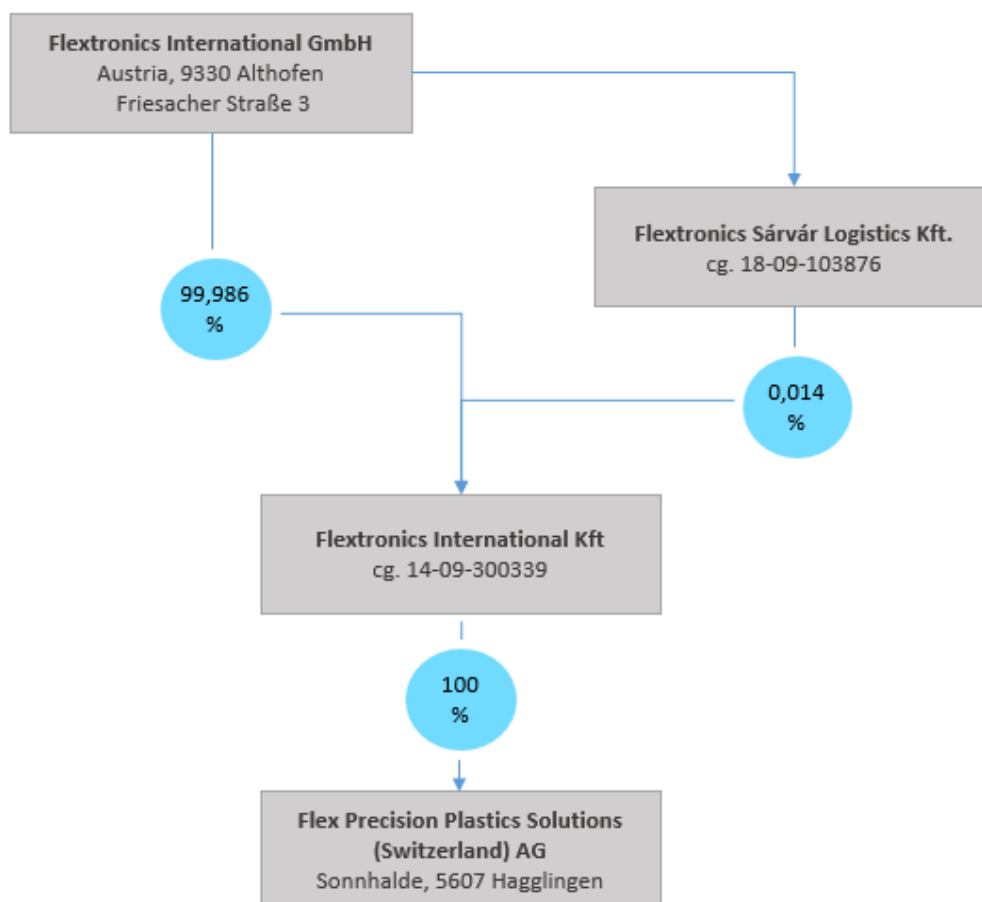 Flextronics International GmbH
Austria, 9330 Althofen
Friesacher Straße 3
Flextronics Sárvár Logistics Kft.
cg. 18-09-103876
99,986
%
0,014
%
Flextronics International Kft
cg. 14-09-300339
100
%
Flex Precision Plastics Solutions
(Switzerland) AG
Sonnhalde, 5607 Hagglingen